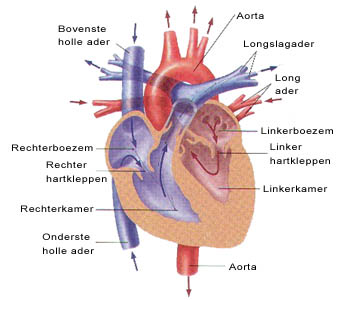 Bovenste
holle ader
Aorta
Longslagader
Long
ader
Rechterboezem
Rechter
hartkleppen
Rechterkamer
Onderste
holle ader
Linkerboezem
Linker
hartkleppen
Linkerkamer
Aorta